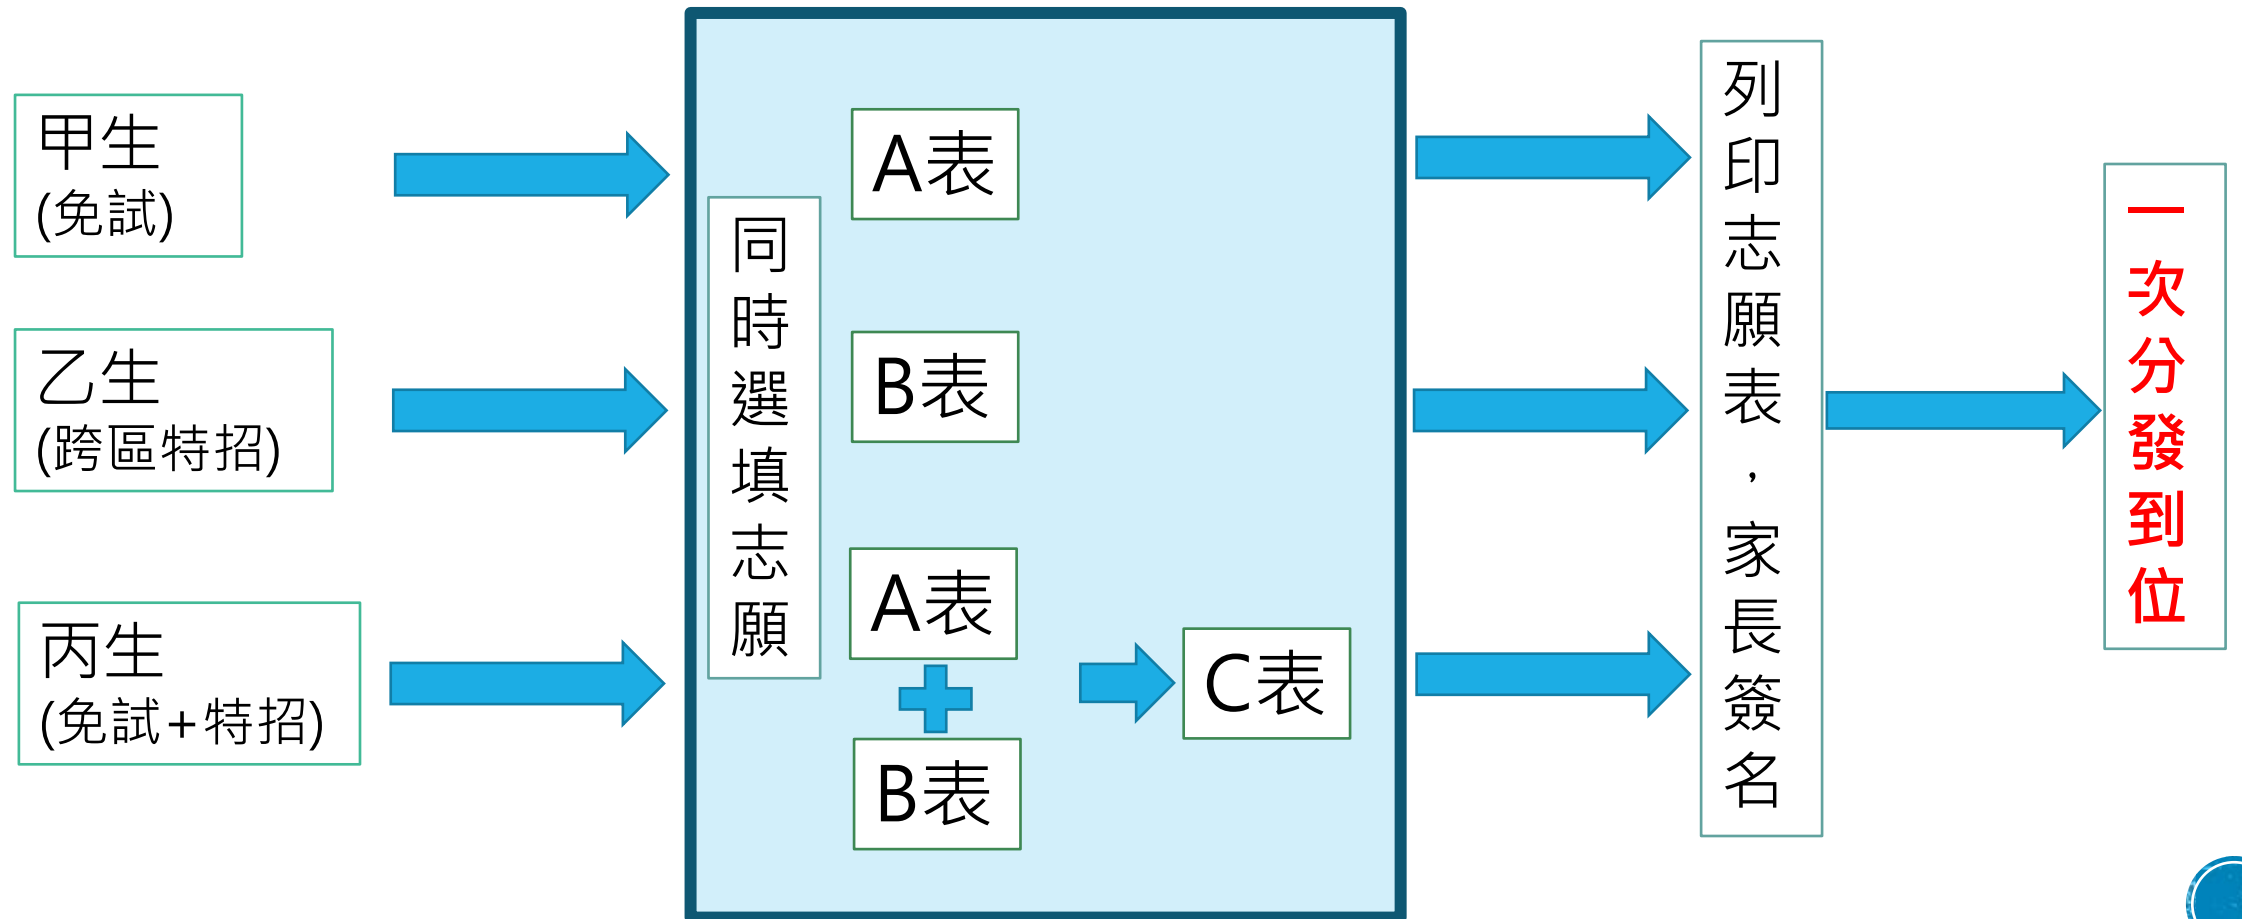 甲生
(免試)
乙生
(跨區特招)
丙生
(免試+特招)
同時選填志願
A表
B表
A表
B表
C表
列印志願表，家長簽名
一次分發到位